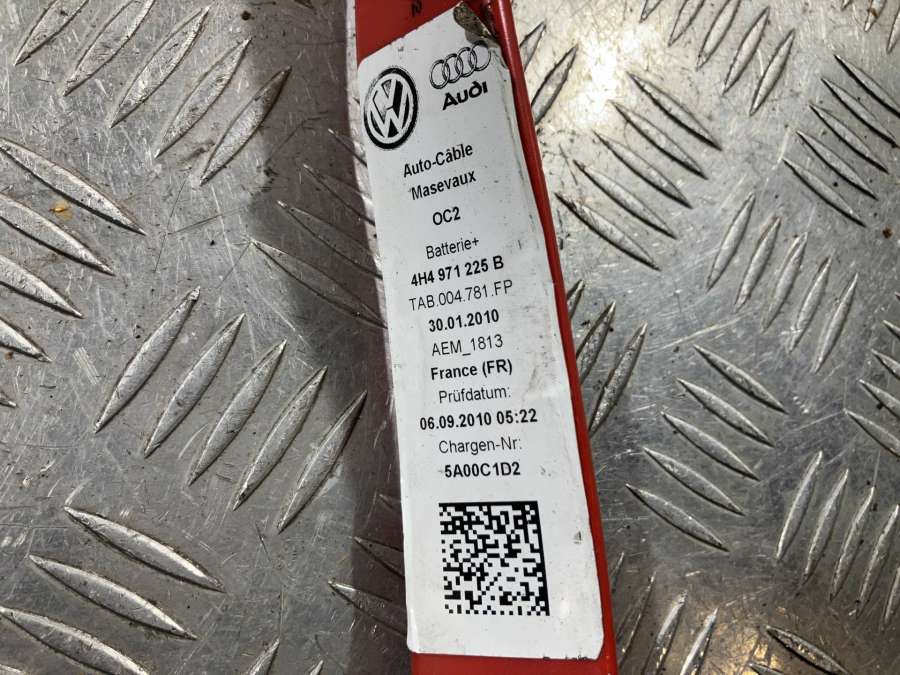 VW
Audi
Auto-Câble
Masevaux
OC2
Batterie+
4H4 971 225 B
TAB.004.781.FP
30.01.2010
AEM_1813
France (FR)
Prüfdatum:
06.09.2010 05:22
Chargen-Nr:
5A00C1D2